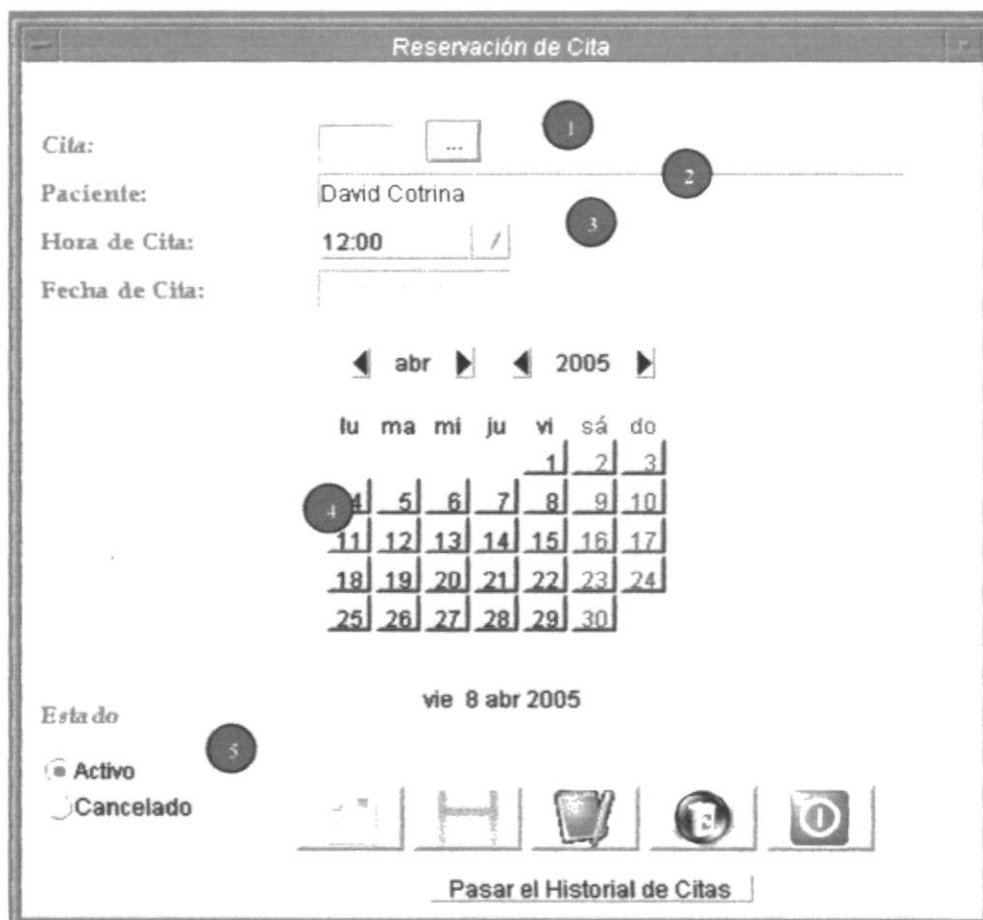 Reservación de Cita
1
Cita: ...
2
Paciente: David Cotrina
3
Hora de Cita: 12:00
Fecha de Cita:
abr 2005
lu ma mi ju vi sá do
1 2 3
4 4 5 6 7 8 9 10
11 12 13 14 15 16 17
18 19 20 21 22 23 24
25 26 27 28 29 30
vie 8 abr 2005
Estado
5
Activo
Cancelado
Pasar el Historial de Citas